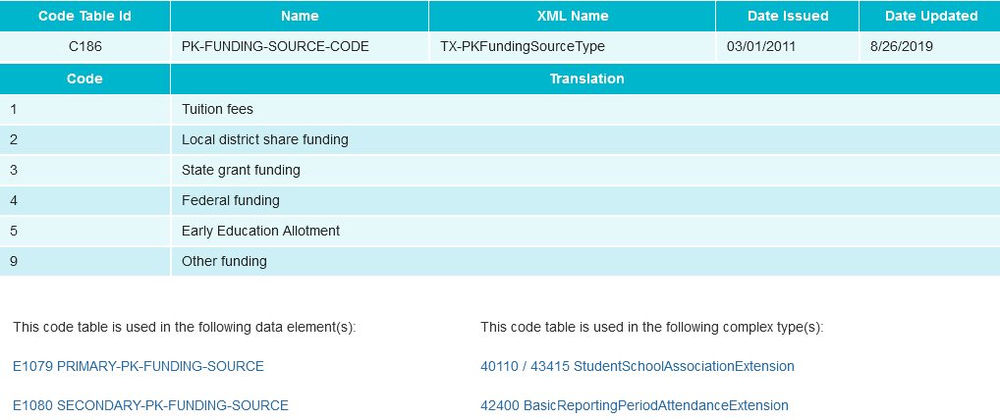 Code Table Id Name XML Name Date Issued Date Updated
C186 PK-FUNDING-SOURCE-CODE TX-PKFundingSourceType 03/01/2011 8/26/2019
Code Translation
1 Tuition fees
2 Local district share funding
3 State grant funding
4 Federal funding
5 Early Education Allotment
9 Other funding
This code table is used in the following data element(s): This code table is used in the following complex type(s):
E1079 PRIMARY-PK-FUNDING-SOURCE 40110 / 43415 StudentSchoolAssociationExtension
E1080 SECONDARY-PK-FUNDING-SOURCE 42400 BasicReportingPeriodAttendanceExtension